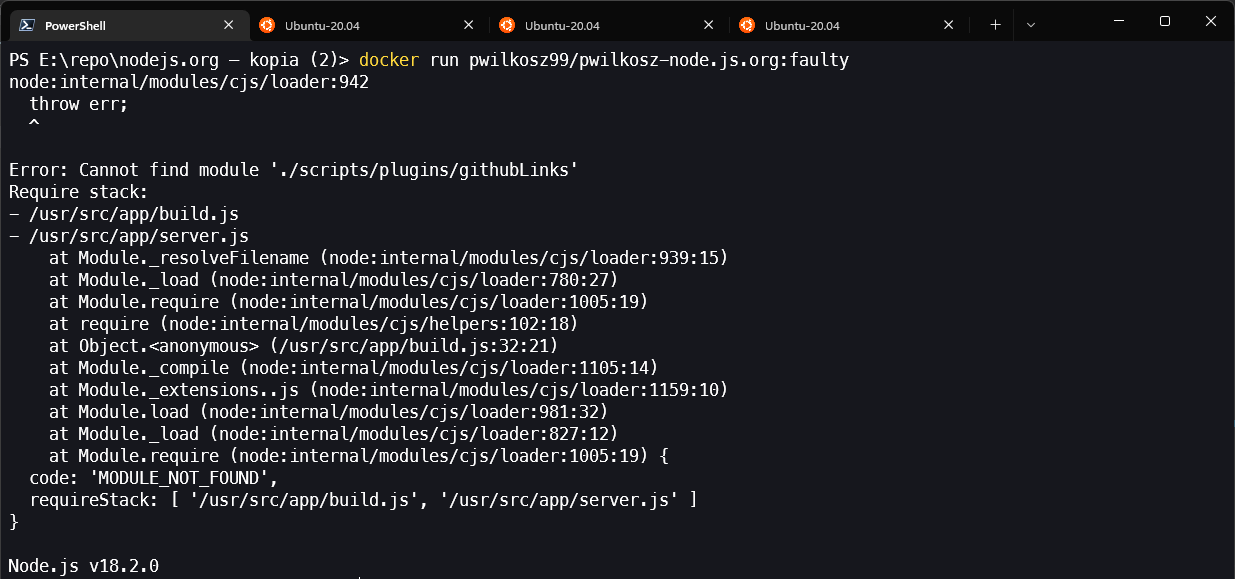 PowerShell
Ubuntu-20.04
Ubuntu-20.04
Ubuntu-20.04
PS E:\repo\nodejs.org — kopia (2)> docker run pwilkosz99/pwilkosz-node.js.org:faulty
node:internal/modules/cjs/loader:942
  throw err;
  ^

Error: Cannot find module './scripts/plugins/githubLinks'
Require stack:
- /usr/src/app/build.js
- /usr/src/app/server.js
    at Module._resolveFilename (node:internal/modules/cjs/loader:939:15)
    at Module._load (node:internal/modules/cjs/loader:780:27)
    at Module.require (node:internal/modules/cjs/loader:1005:19)
    at require (node:internal/modules/cjs/helpers:102:18)
    at Object.<anonymous> (/usr/src/app/build.js:32:21)
    at Module._compile (node:internal/modules/cjs/loader:1105:14)
    at Module._extensions..js (node:internal/modules/cjs/loader:1159:10)
    at Module.load (node:internal/modules/cjs/loader:981:32)
    at Module._load (node:internal/modules/cjs/loader:827:12)
    at Module.require (node:internal/modules/cjs/loader:1005:19) {
  code: 'MODULE_NOT_FOUND',
  requireStack: [ '/usr/src/app/build.js', '/usr/src/app/server.js' ]
}

Node.js v18.2.0